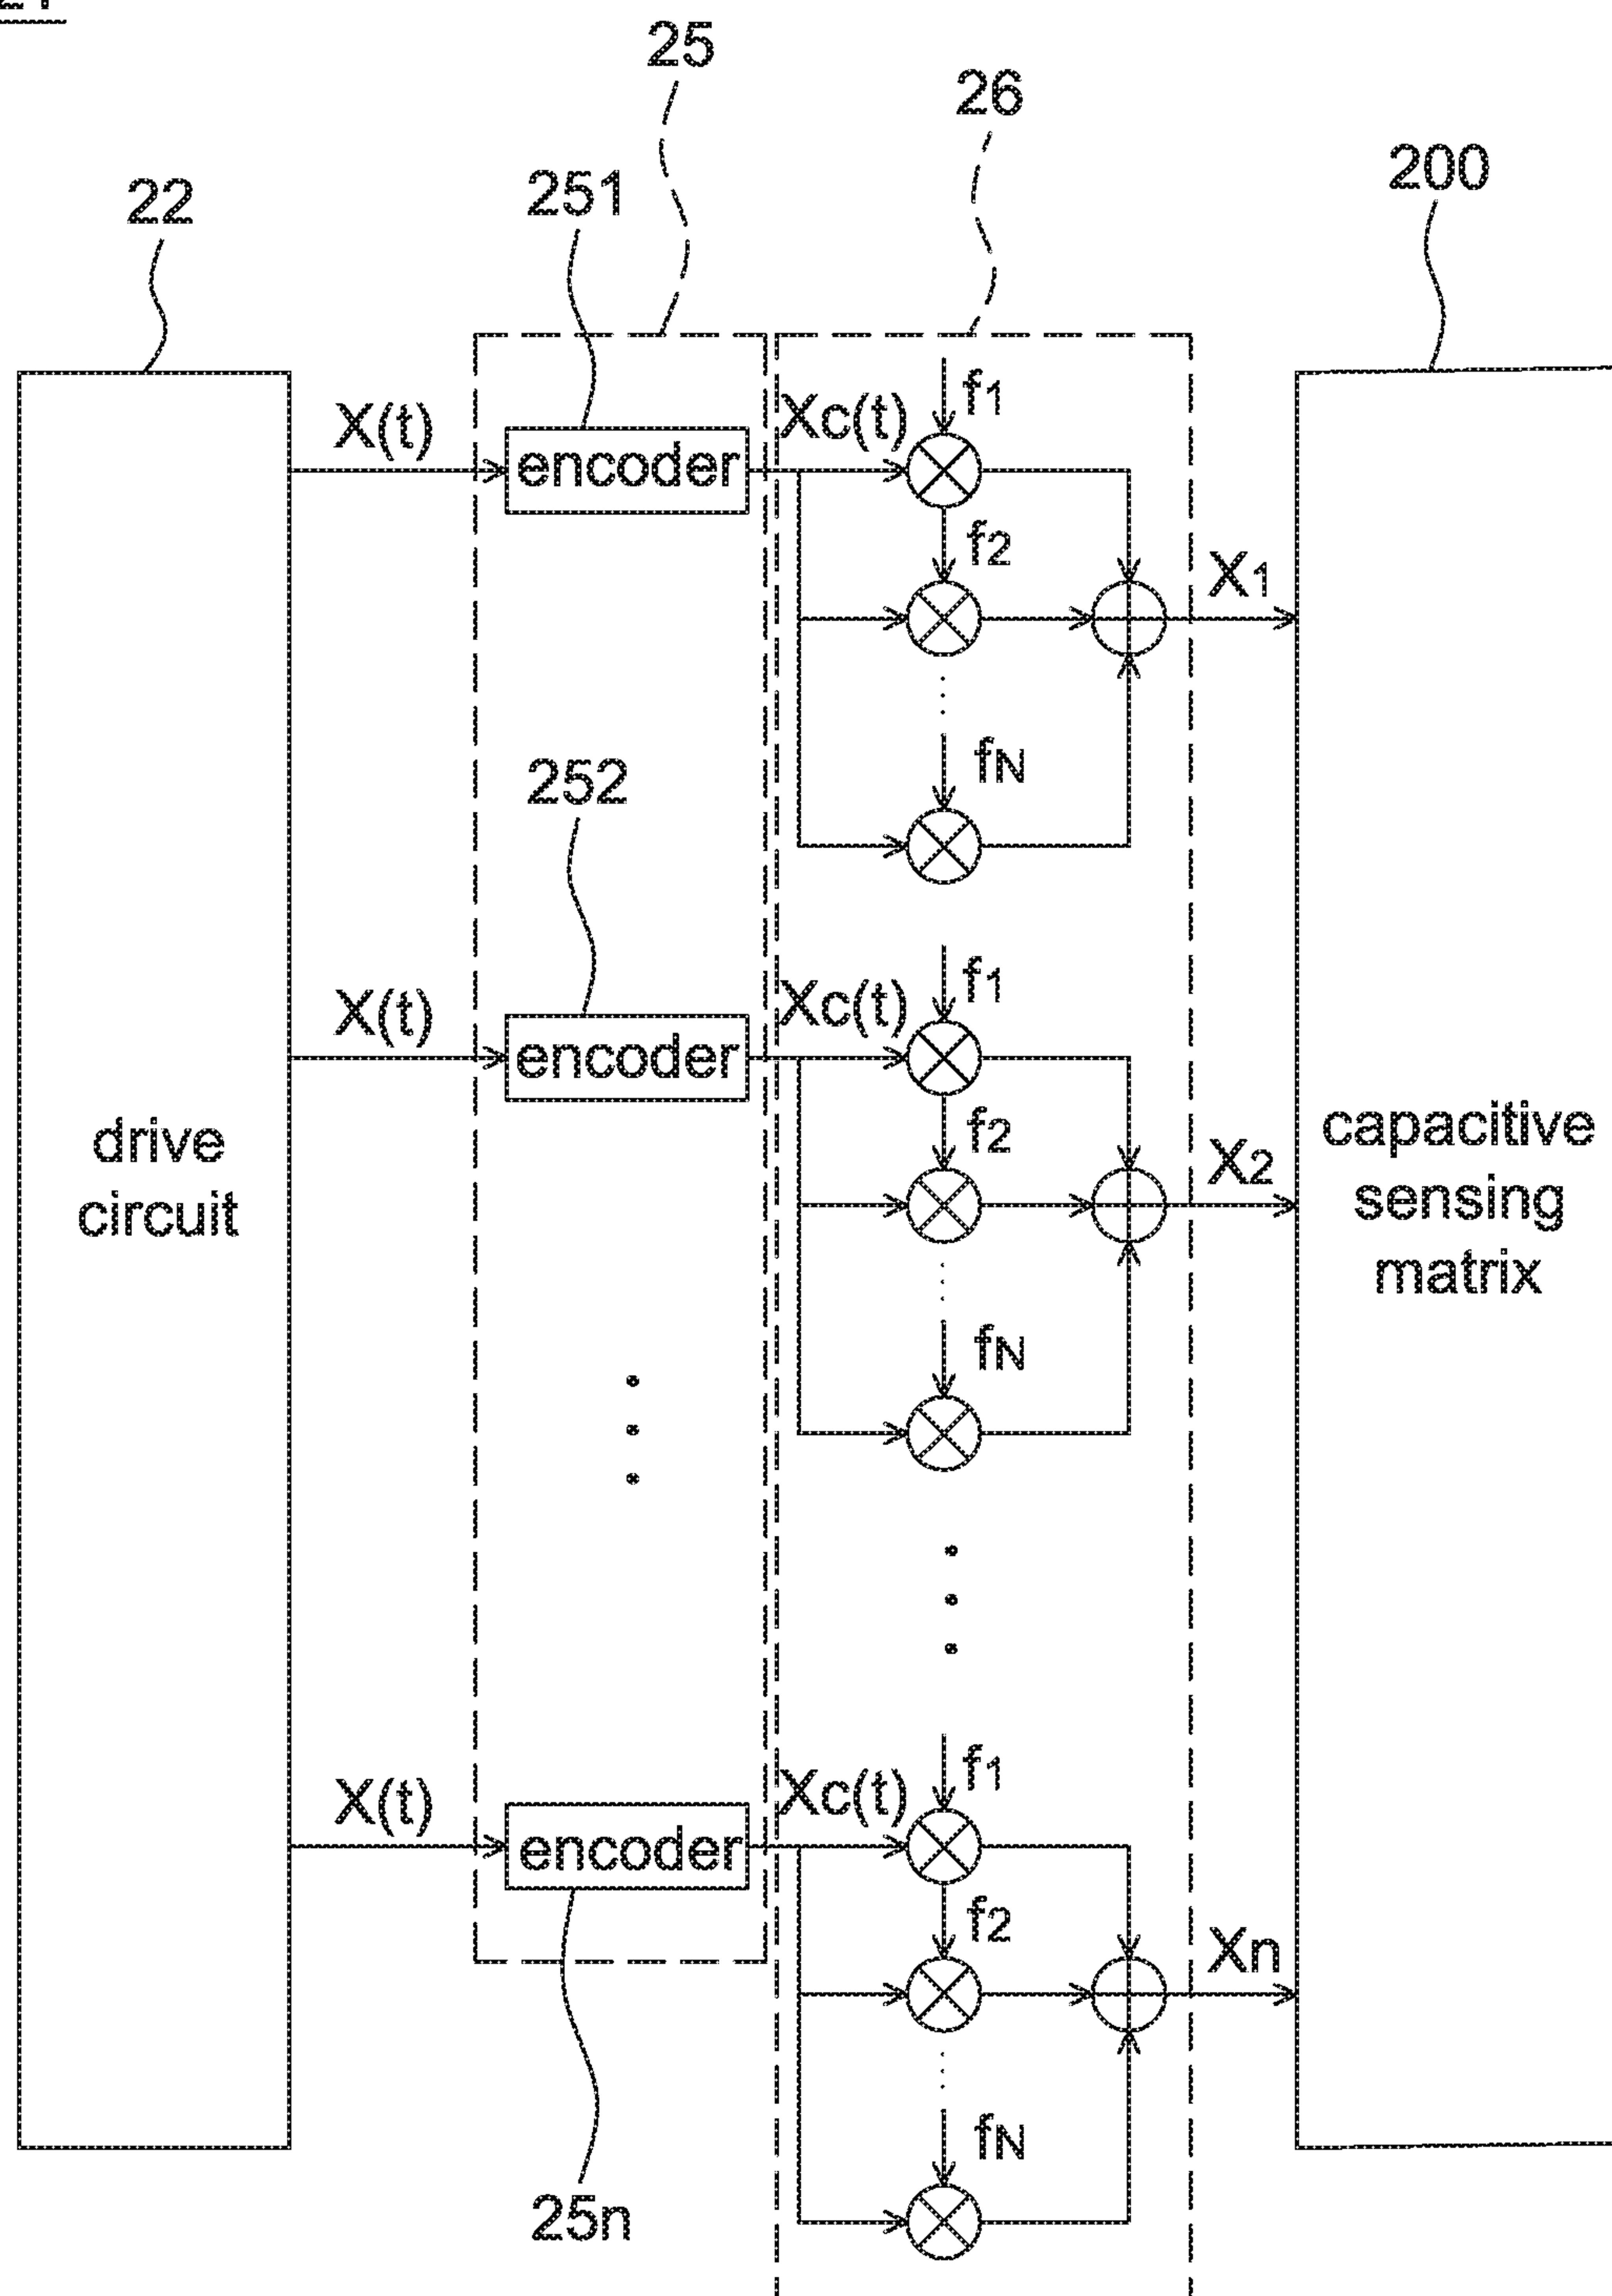 25
26
22
251
200
X(t)
encoder
Xc(t)
f1
f2
X1
fN
252
X(t)
encoder
Xc(t)
f1
f2
X2
fN
drive
circuit
capacitive
sensing
matrix
X(t)
encoder
Xc(t)
f1
f2
Xn
fN
25n